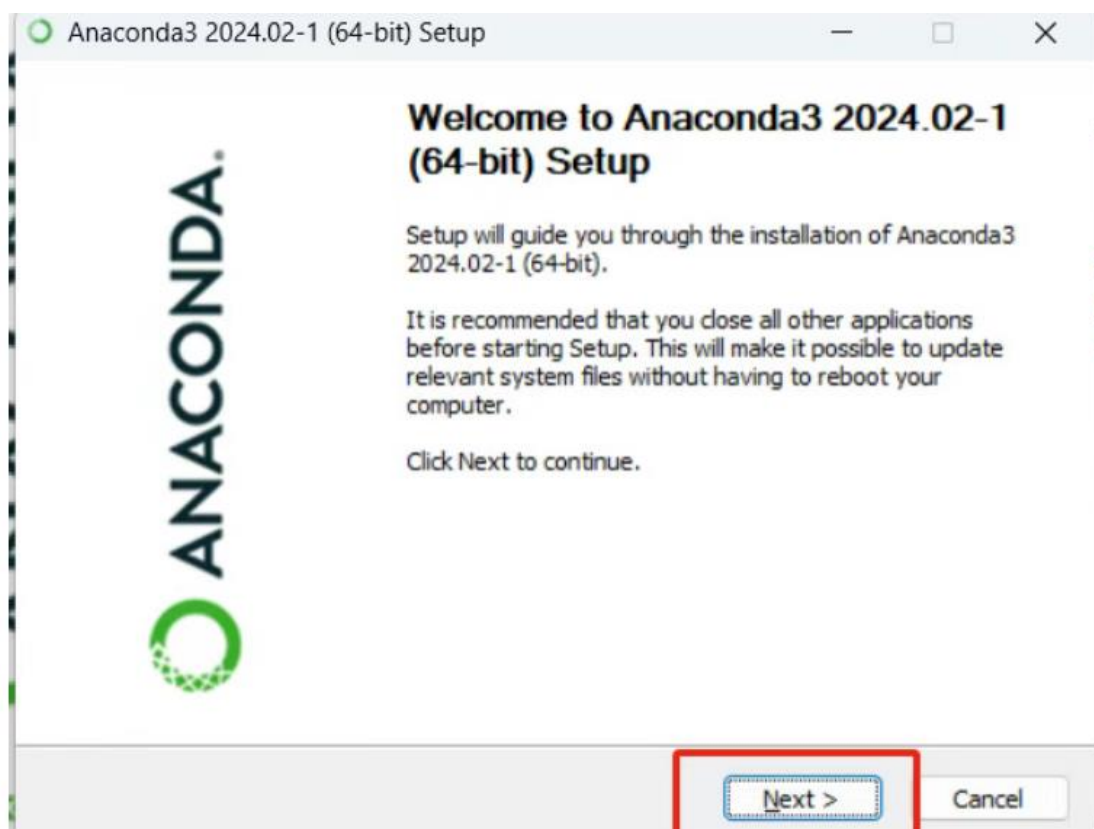 Anaconda3 2024.02-1 (64-bit) Setup
Welcome to Anaconda3 2024.02-1
(64-bit) Setup
Setup will guide you through the installation of Anaconda3
2024.02-1 (64-bit).
It is recommended that you close all other applications
before starting Setup. This will make it possible to update
relevant system files without having to reboot your
computer.
Click Next to continue.
ANACONDA.
Next >
Cancel